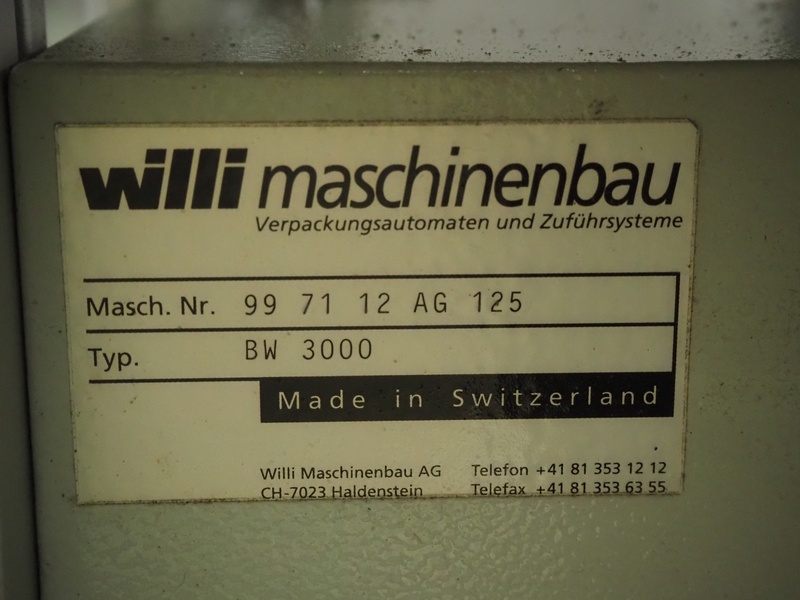 willi maschinenbau
Verpackungsautomaten und Zuführsysteme
Masch. Nr. 99 71 12 AG 125
Typ. BW 3000
Made in Switzerland
Willi Maschinenbau AG Telefon +41 81 353 12 12
CH-7023 Haldenstein Telefax +41 81 353 63 55